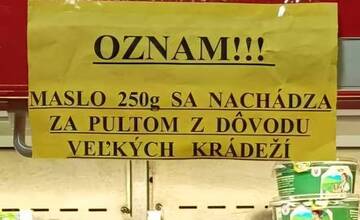 OZNAM!!!
MASLO 250g SA NACHÁDZA
ZA PULTOM Z DÔVODU
VEĽKÝCH KRÁDEŽÍ